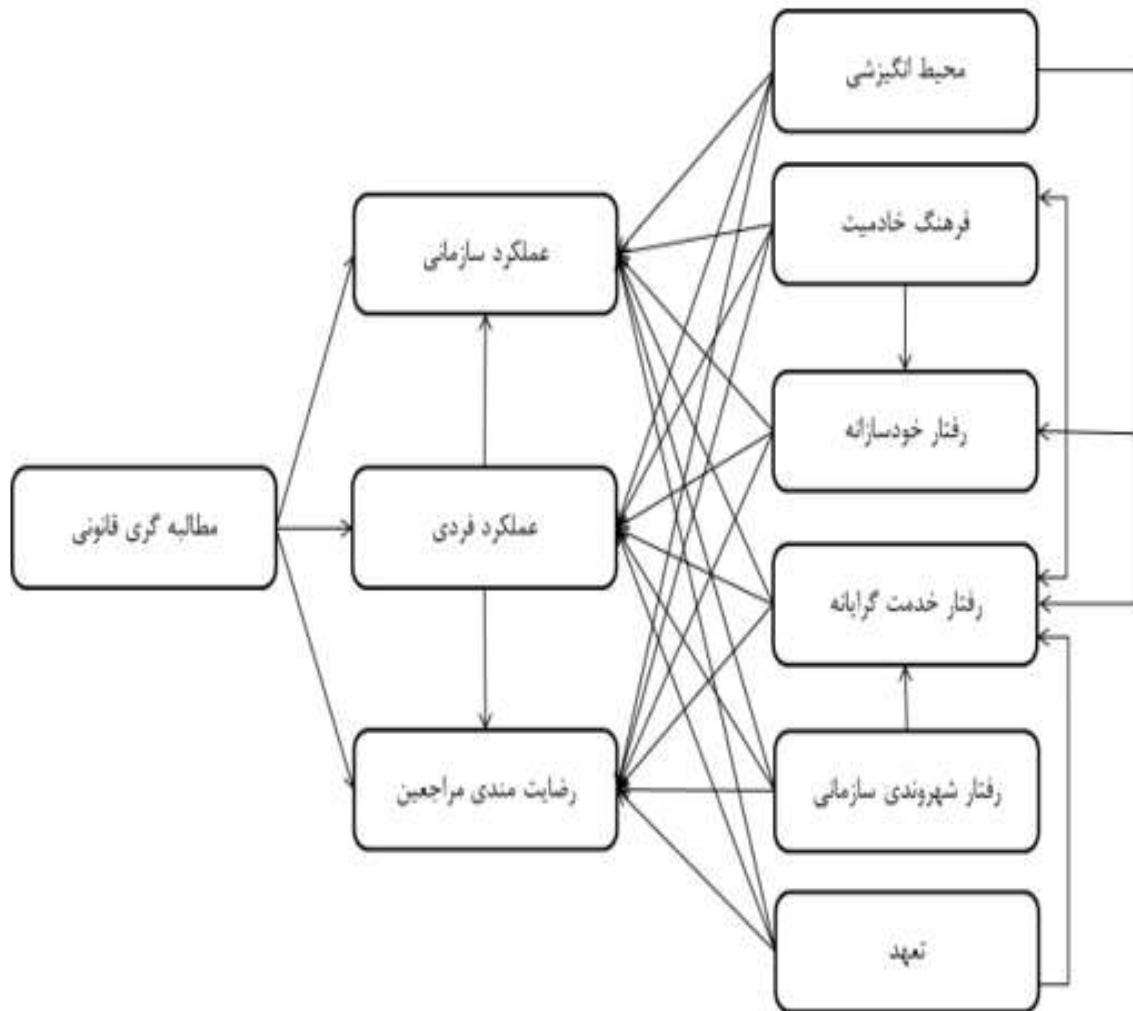 محیط انگیزشی
فرهنگ خادمیت
رفتار خودسازانه
رفتار خدمت گرایانه
رفتار شهروندی سازمانی
تعهد
عملکرد سازمانی
عملکرد فردی
رضایت مندی مراجعین
مطالبه گری قانونی